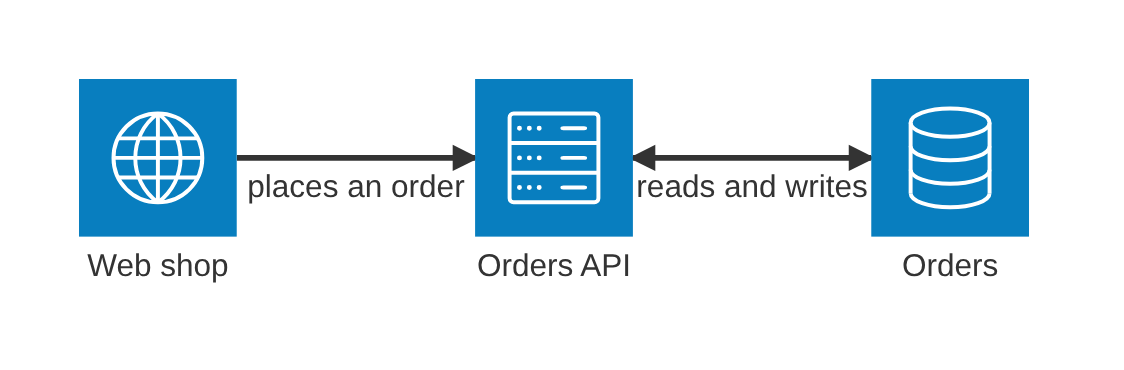 places an order
reads and writes
Web shop
Orders API
Orders